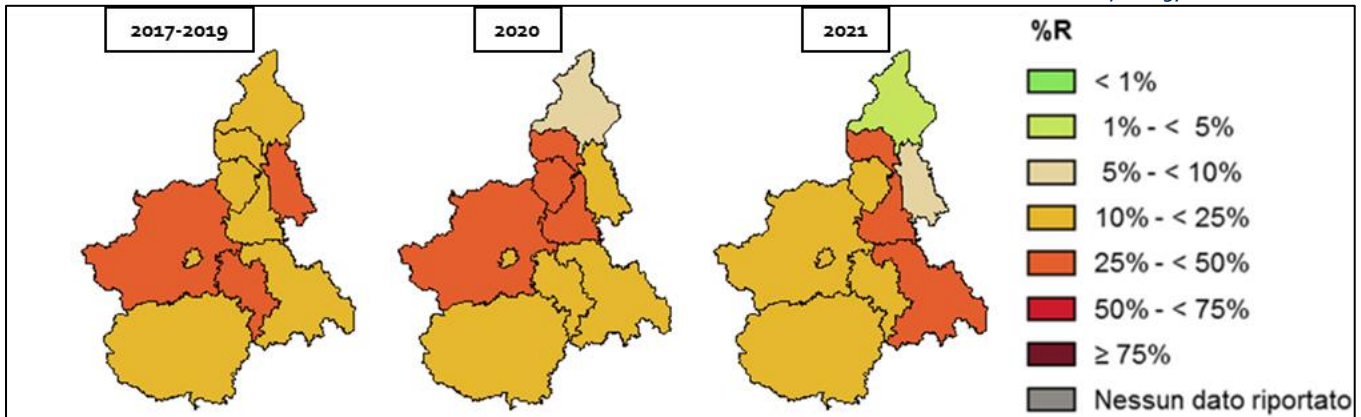 2017-2019
2020
2021
%R
< 1%
1% - < 5%
5% - < 10%
10% - < 25%
25% - < 50%
50% - < 75%
≥ 75%
Nessun dato riportato